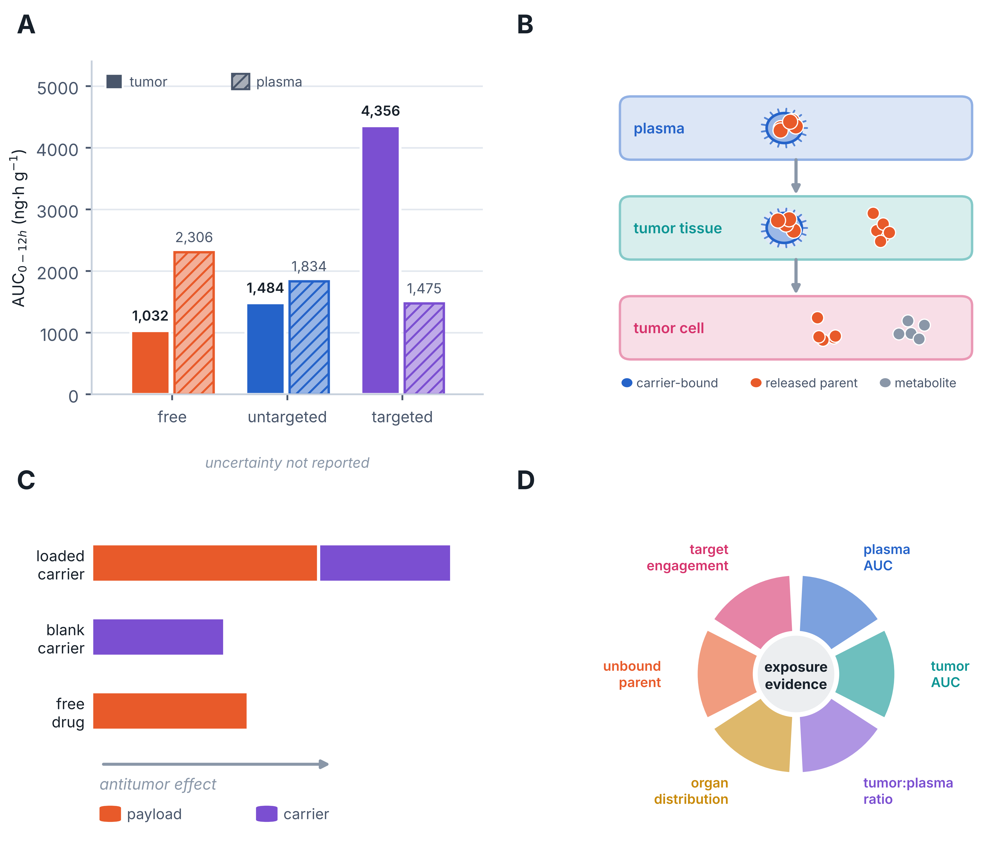 A
AUC0 − 12h (ng·h g−1)
5000
4000
3000
2000
1000
0
tumor
plasma
1,032
2,306
1,484
1,834
4,356
1,475
free
untargeted
targeted
uncertainty not reported
B
plasma
tumor tissue
tumor cell
carrier-bound
released parent
metabolite
C
loaded
carrier
blank
carrier
free
drug
antitumor effect
payload
carrier
D
target
engagement
plasma
AUC
unbound
parent
exposure
evidence
tumor
AUC
organ
distribution
tumor:plasma
ratio